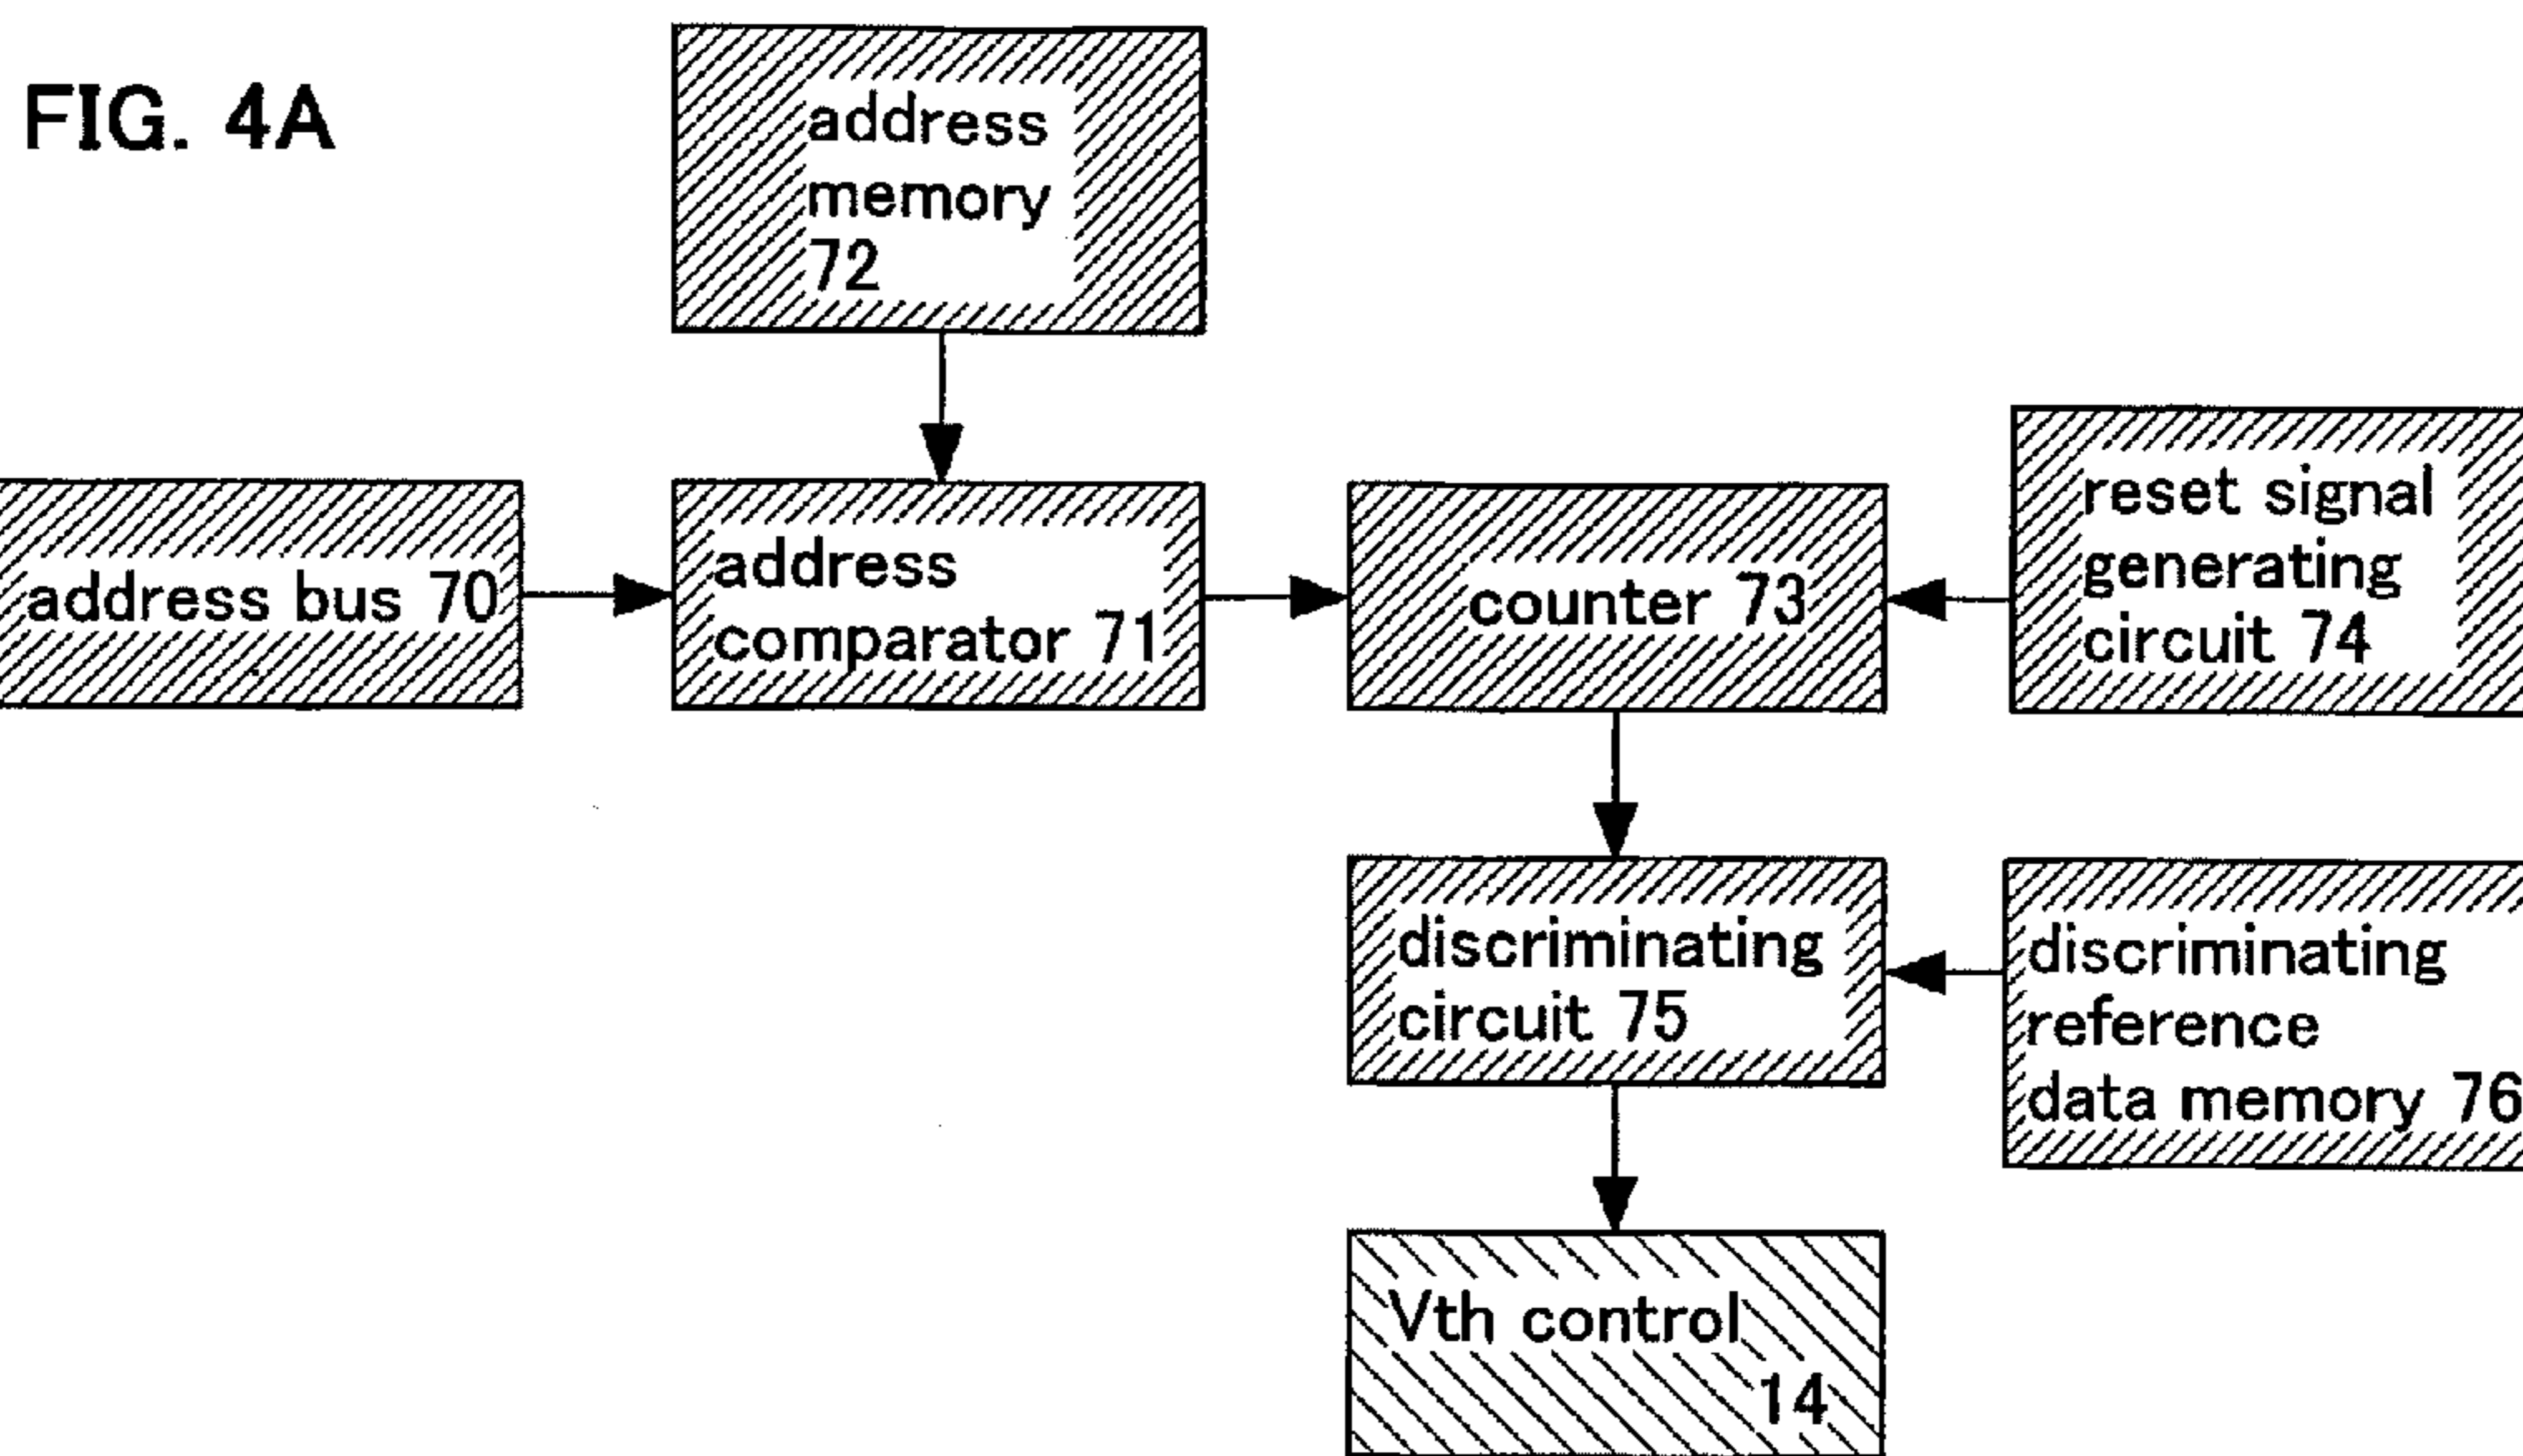 FIG. 4A
address
memory
72
address bus 70
address
comparator 71
counter 73
reset signal
generating
circuit 74
discriminating
circuit 75
discriminating
reference
data memory 76
Vth control
14